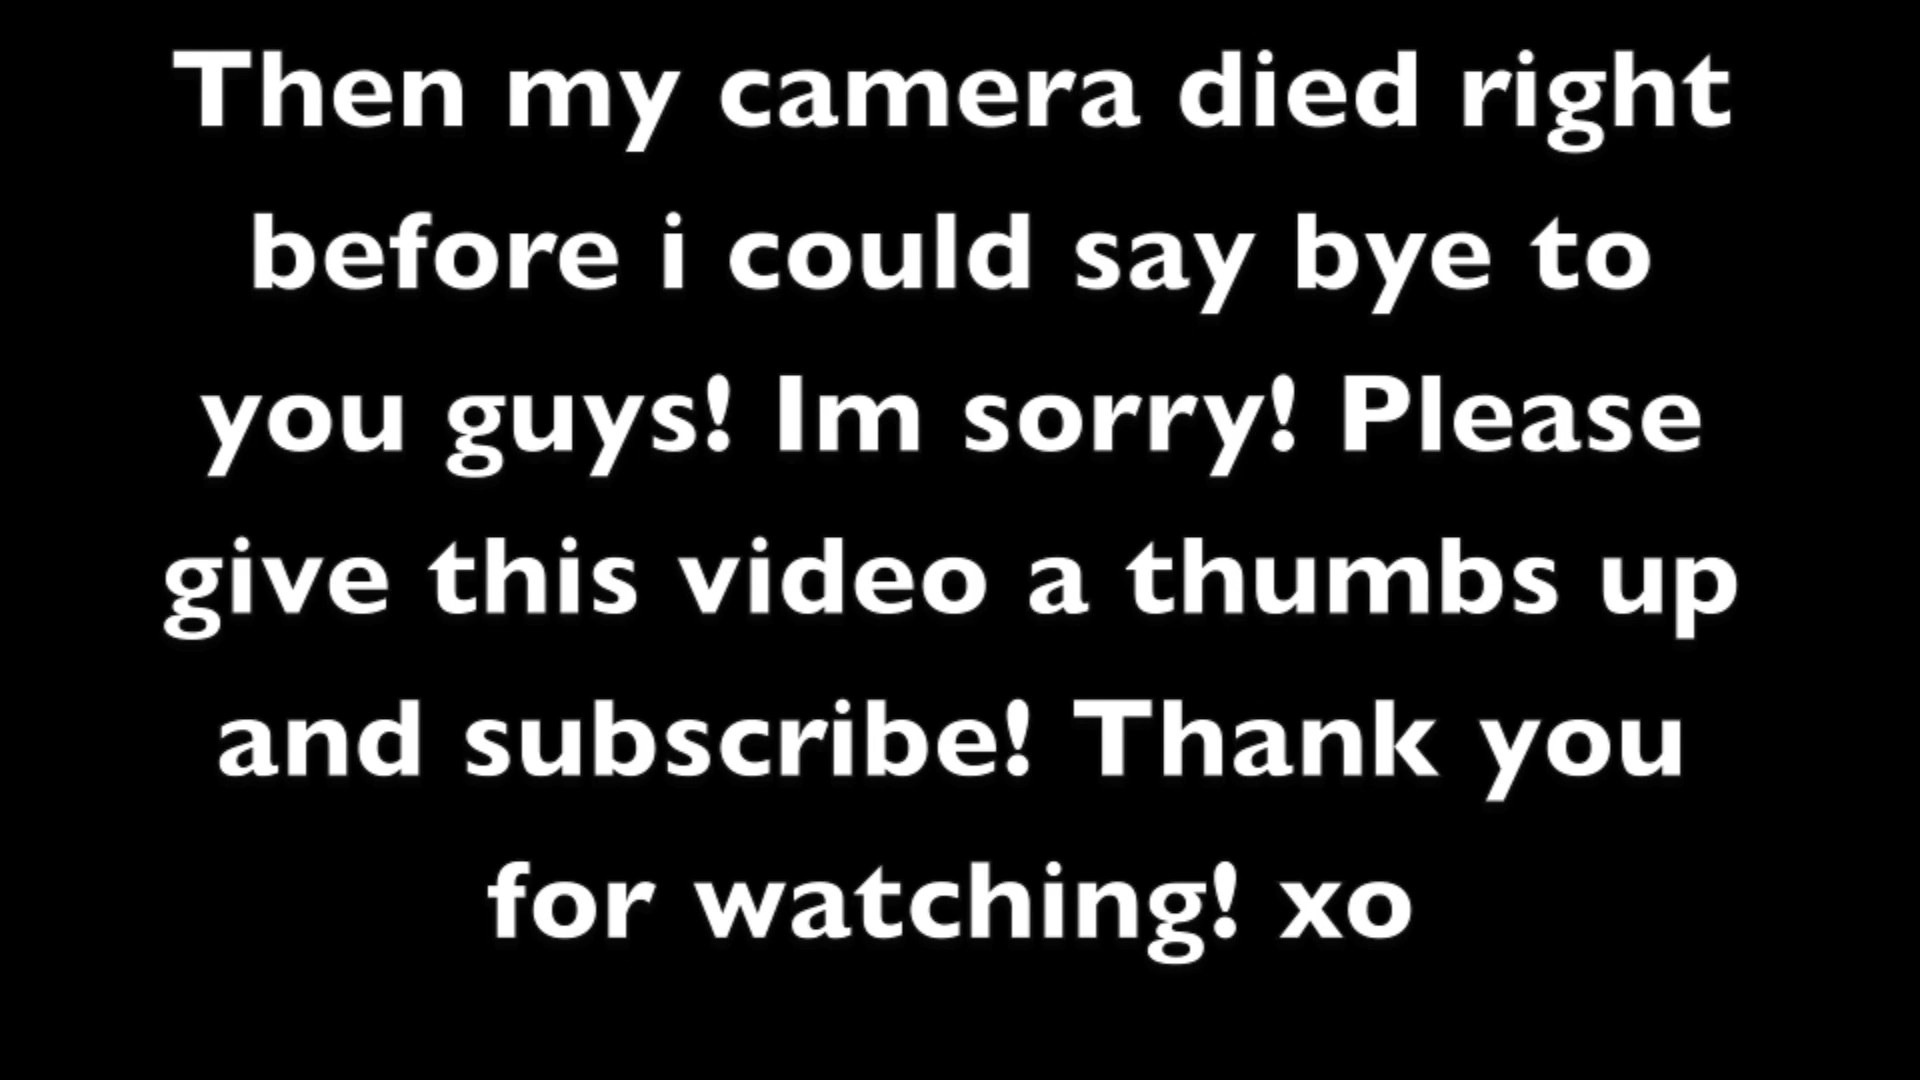 Then my camera died right
before i could say bye to
you guys! Im sorry! Please
give this video a thumbs up
and subscribe! Thank you
for watching! xo